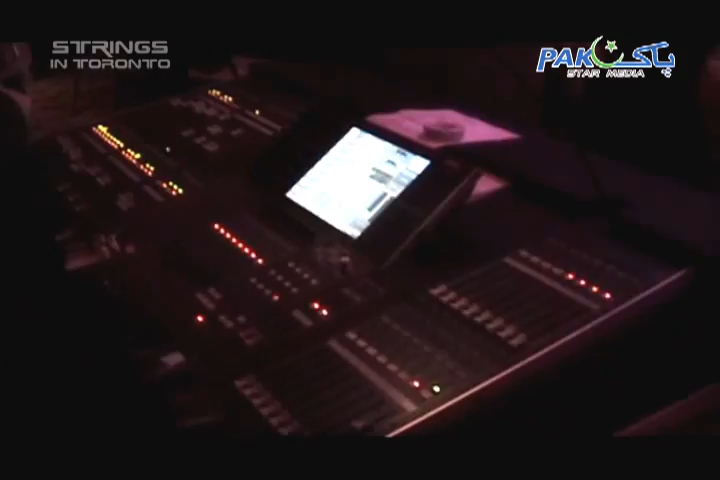 STRINGS
IN TORONTO
PAK پاک
STAR MEDIA